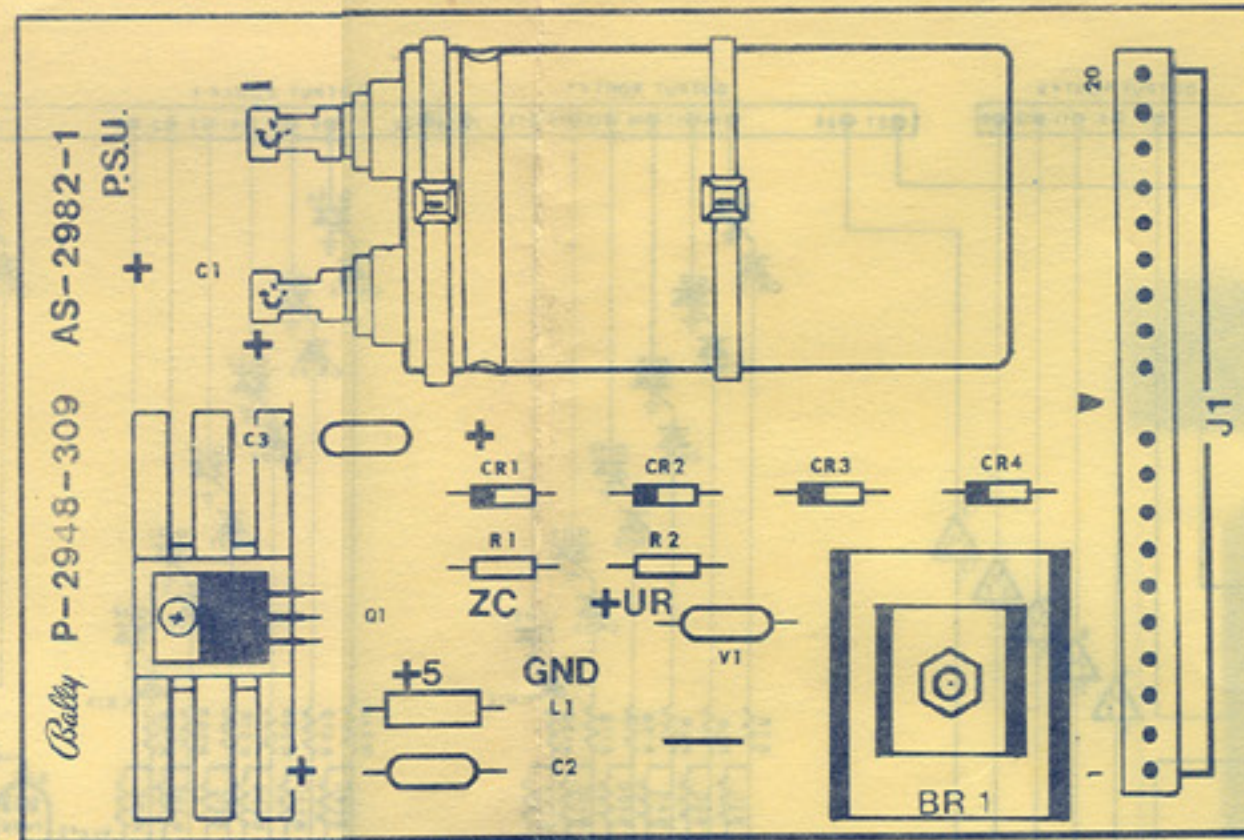 Bally P-2948-309 AS-2982-1
P.S.U.
−
+ C1
+
C3 +
CR1 CR2 CR3 CR4
R1 R2
ZC +UR
Q1
V1
+5 GND
L1
+ C2
−
BR 1
20
J1
1